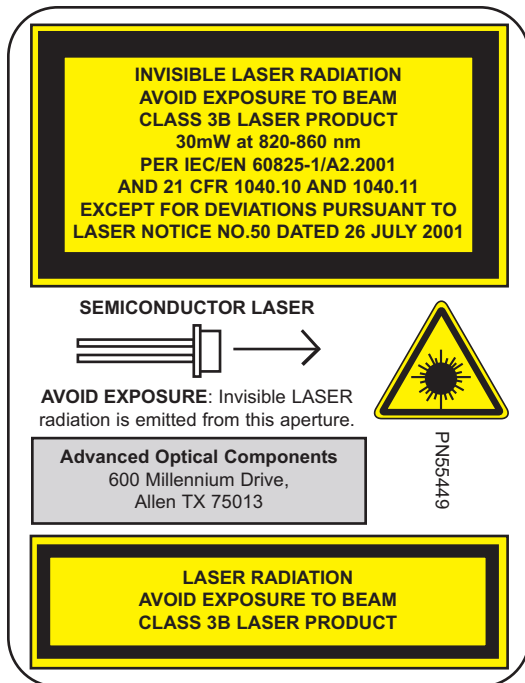 INVISIBLE LASER RADIATION
AVOID EXPOSURE TO BEAM
CLASS 3B LASER PRODUCT
30mW at 820-860 nm
PER IEC/EN 60825-1/A2.2001
AND 21 CFR 1040.10 AND 1040.11
EXCEPT FOR DEVIATIONS PURSUANT TO
LASER NOTICE NO.50 DATED 26 JULY 2001
SEMICONDUCTOR LASER
AVOID EXPOSURE: Invisible LASER
radiation is emitted from this aperture.
PN55449
Advanced Optical Components
600 Millennium Drive,
Allen TX 75013
LASER RADIATION
AVOID EXPOSURE TO BEAM
CLASS 3B LASER PRODUCT